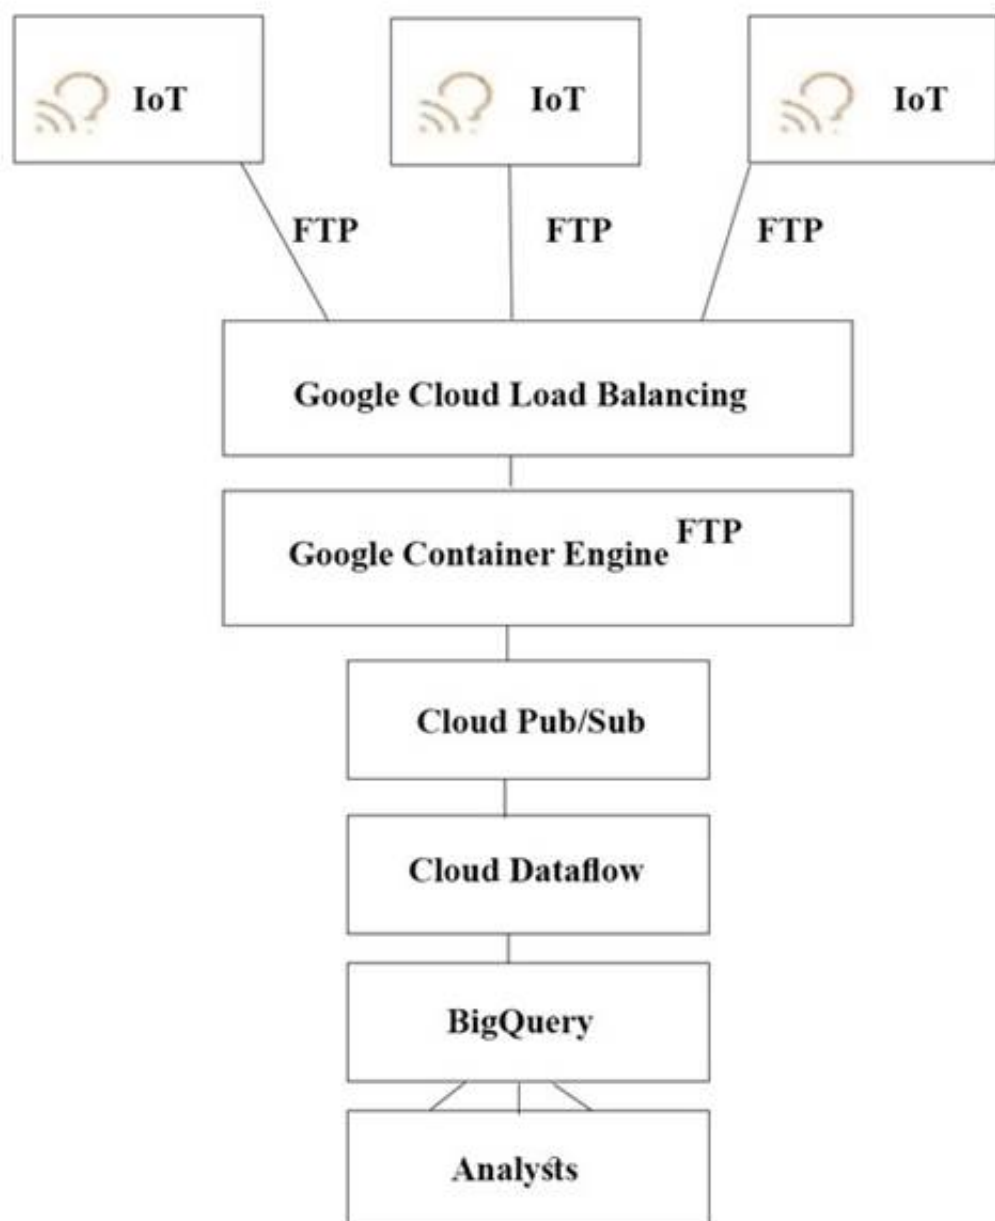 IoT
IoT
IoT
FTP
FTP
FTP
Google Cloud Load Balancing
Google Container Engine FTP
Cloud Pub/Sub
Cloud Dataflow
BigQuery
Analysts